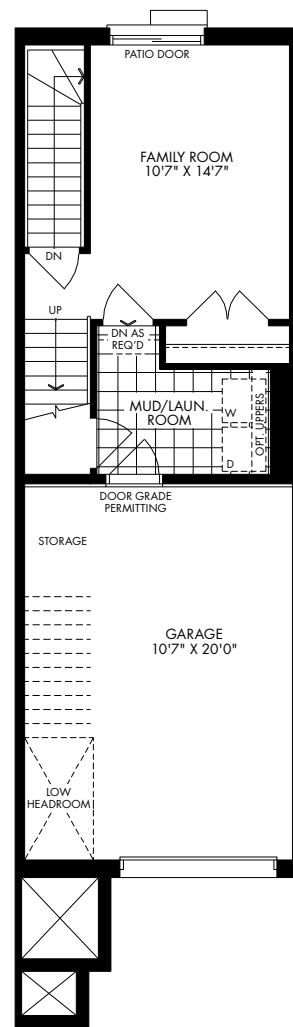 PATIO DOOR
FAMILY ROOM
10'7" X 14'7"
DN
UP
DN AS
REQ'D
MUD/LAUN.
ROOM
W
D
OPT. UPPERS
DOOR GRADE
PERMITTING
STORAGE
GARAGE
10'7" X 20'0"
LOW
HEADROOM